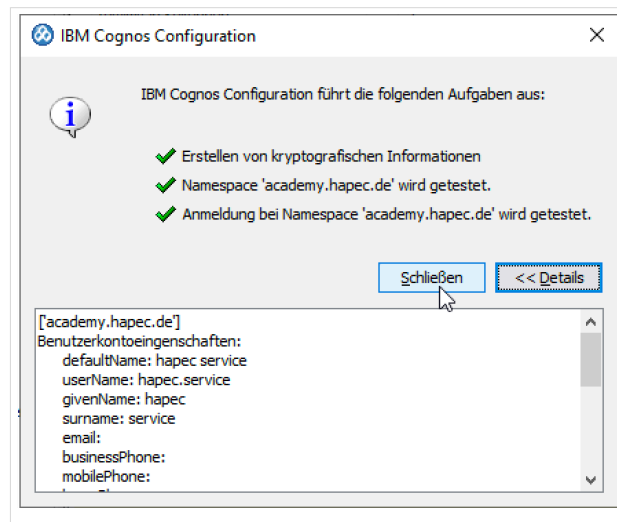 IBM Cognos Configuration
IBM Cognos Configuration führt die folgenden Aufgaben aus:
Erstellen von kryptografischen Informationen
Namespace 'academy.hapec.de' wird getestet.
Anmeldung bei Namespace 'academy.hapec.de' wird getestet.
Schließen
<< Details
['academy.hapec.de']
Benutzerkontoeingenschaften:
defaultName: hapec service
userName: hapec.service
givenName: hapec
surname: service
email:
businessPhone:
mobilePhone: